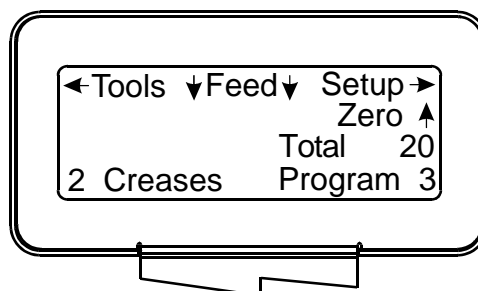 ←Tools ↓Feed↓ Setup→
Zero ↑
Total 20
2 Creases Program 3